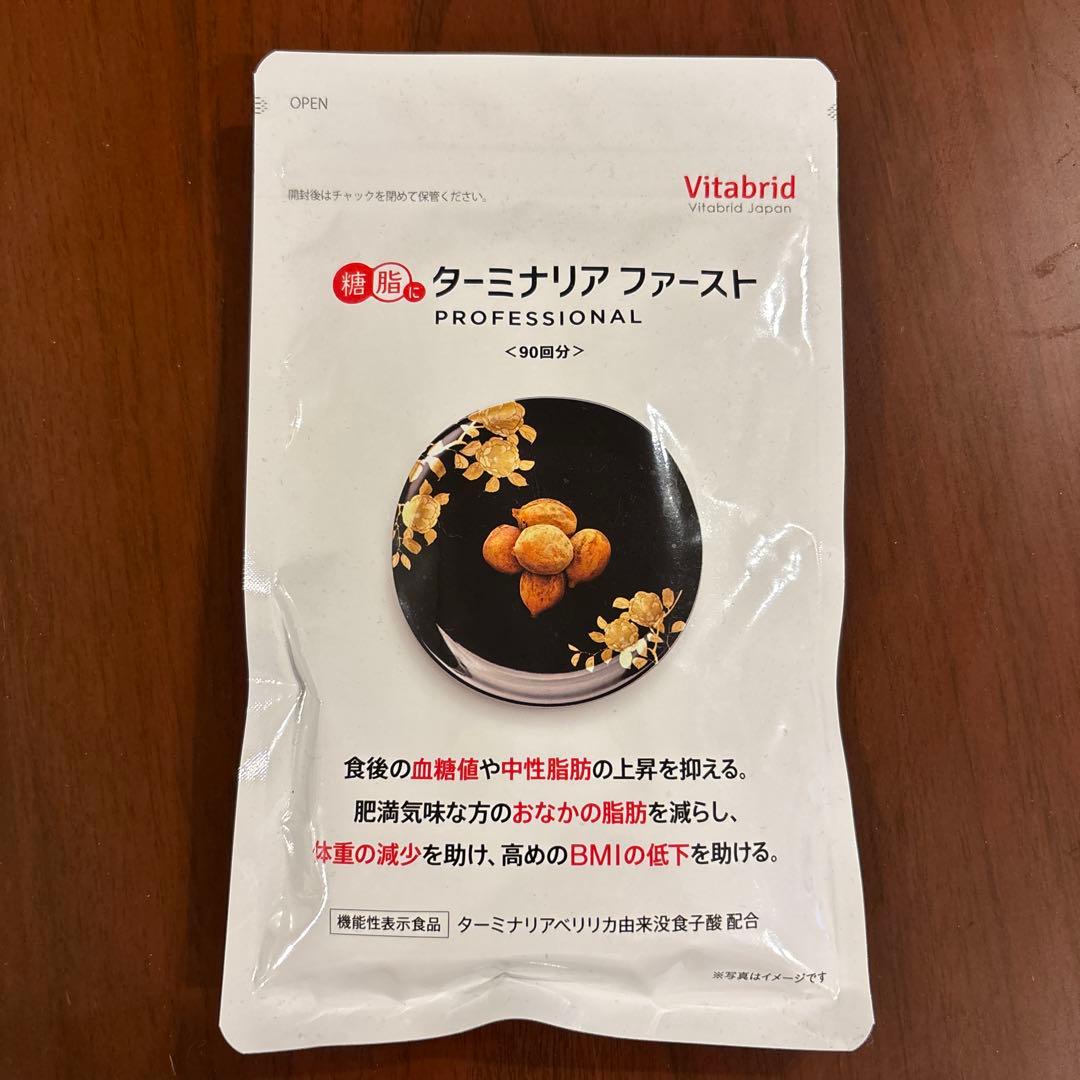 OPEN
開封後はチャックを閉めて保管ください。
Vitabrid
Vitabrid Japan
糖脂に ターミナリア ファースト
PROFESSIONAL
<90回分>
食後の血糖値や中性脂肪の上昇を抑える。
肥満気味な方のおなかの脂肪を減らし、
体重の減少を助け、高めのBMIの低下を助ける。
機能性表示食品 ターミナリアベリリカ由来没食子酸 配合
※写真はイメージです